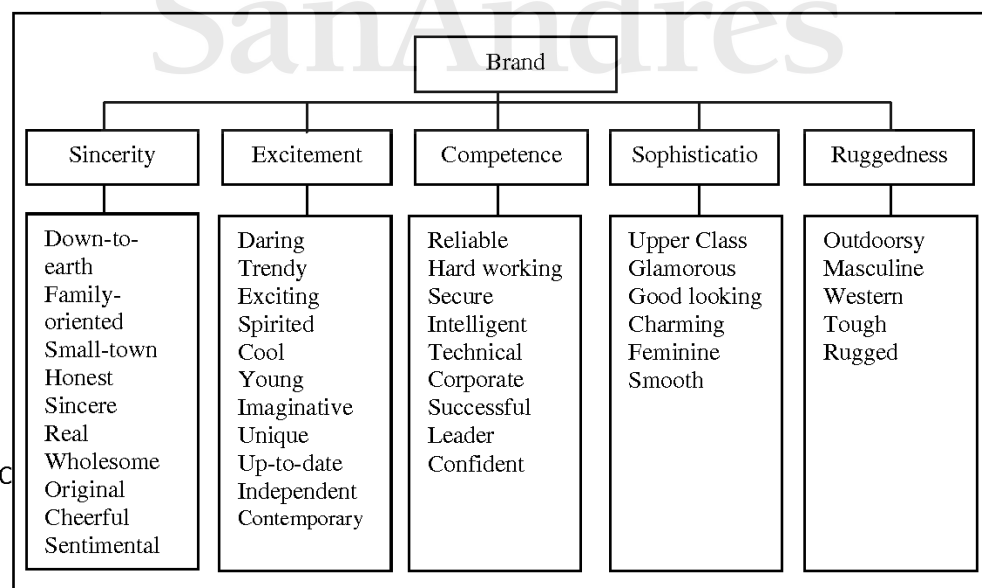 SanAndres
Brand
Sincerity
Excitement
Competence
Sophisticatio
Ruggedness
Down-to-
earth
Family-
oriented
Small-town
Honest
Sincere
Real
Wholesome
Original
Cheerful
Sentimental
Daring
Trendy
Exciting
Spirited
Cool
Young
Imaginative
Unique
Up-to-date
Independent
Contemporary
Reliable
Hard working
Secure
Intelligent
Technical
Corporate
Successful
Leader
Confident
Upper Class
Glamorous
Good looking
Charming
Feminine
Smooth
Outdoorsy
Masculine
Western
Tough
Rugged
C